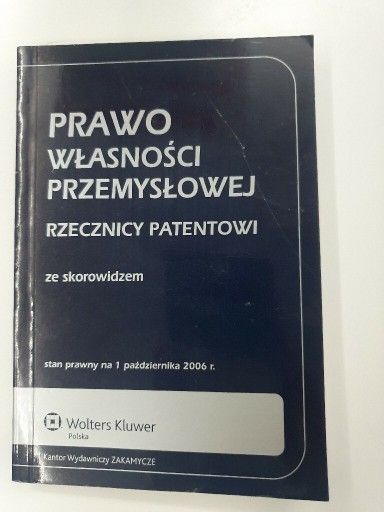 PRAWO
WŁASNOŚCI
PRZEMYSŁOWEJ
RZECZNICY PATENTOWI
ze skorowidzem
stan prawny na 1 października 2006 r.
Wolters Kluwer
Polska
Kantor Wydawniczy ZAKAMYCZE